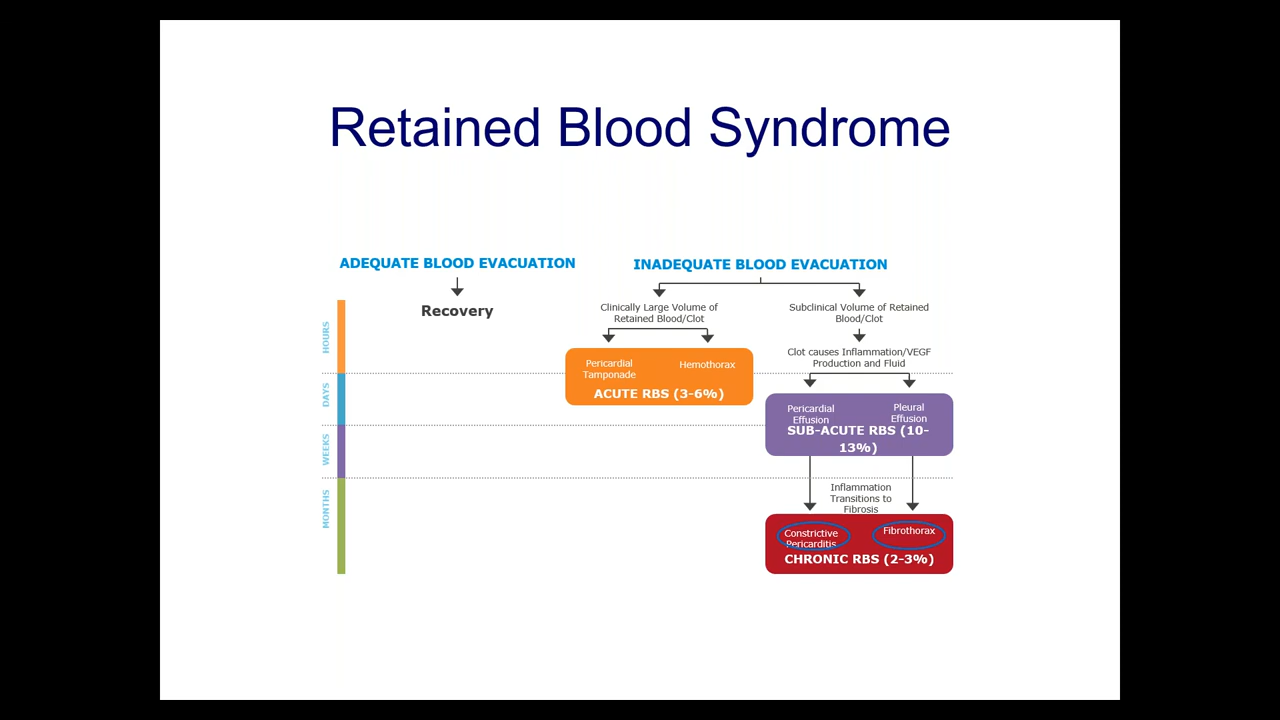 Retained Blood Syndrome
ADEQUATE BLOOD EVACUATION
Recovery
INADEQUATE BLOOD EVACUATION
Clinically Large Volume of
Retained Blood/Clot
Subclinical Volume of Retained
Blood/Clot
Clot causes Inflammation/VEGF
Production and Fluid
HOURS
Pericardial
Tamponade
Hemothorax
ACUTE RBS (3-6%)
DAYS
Pericardial
Effusion
Pleural
Effusion
SUB-ACUTE RBS (10-
13%)
WEEKS
Inflammation
Transitions to
Fibrosis
MONTHS
Constrictive
Pericarditis
Fibrothorax
CHRONIC RBS (2-3%)